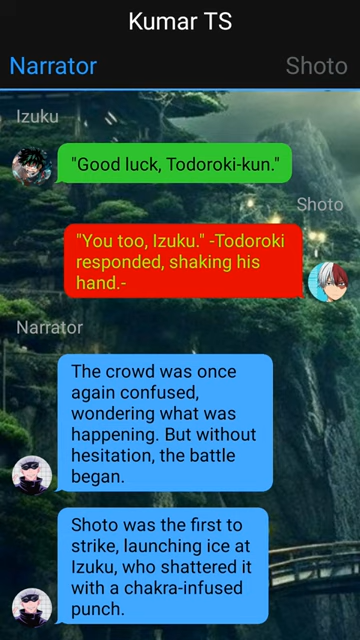 Kumar TS
Narrator Shoto
Izuku
"Good luck, Todoroki-kun."
Shoto
"You too, Izuku." -Todoroki
responded, shaking his
hand.-
Narrator
The crowd was once
again confused,
wondering what was
happening. But without
hesitation, the battle
began.
Shoto was the first to
strike, launching ice at
Izuku, who shattered it
with a chakra-infused
punch.